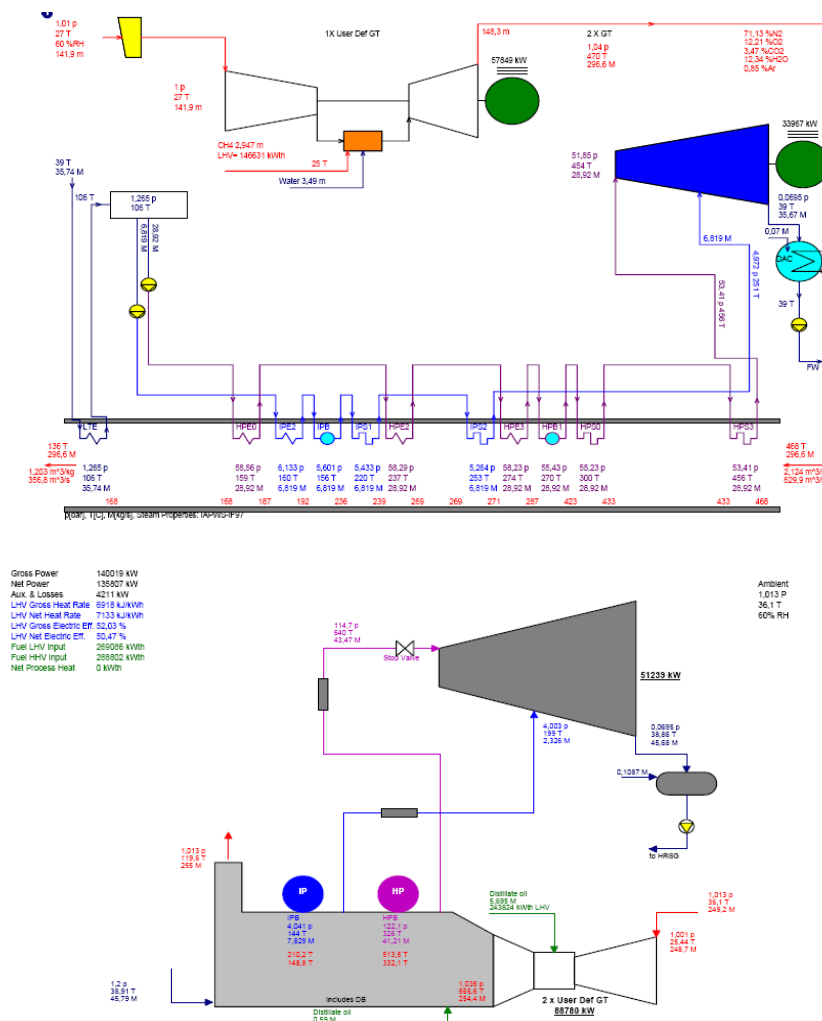 1,01 p
27 T
60 %RH
141,9 m
1X User Def GT
148,3 m
2 X GT
1,04 p
470 T
296,6 m
71,13 %N2
12,21 %O2
3,47 %CO2
12,34 %H2O
0,85 %Ar
57849 kW
1 p
27 T
141,9 m
CH4 2,947 m
LHV= 146631 kWth
25 T
Water 3,49 m
33967 kW
51,85 p
454 T
28,92 M
39 T
35,74 M
106 T
1,265 p
106 T
6,819 M
28,92 M
0,0695 p
39 T
35,67 M
0,07 M
6,819 M
DAC
4,972 p 251 T
53,41 p 456 T
39 T
FW
LTE
HPE0
IPE2
IPB
IPS1
HPE2
IPS2
HPE3
HPB1
HPS0
HPS3
136 T
296,6 M
1,203 m^3/kg
356,8 m^3/s
1,265 p
106 T
35,74 M
58,56 p
159 T
28,92 M
6,133 p
160 T
6,819 M
5,601 p
156 T
6,819 M
5,433 p
220 T
6,819 M
58,29 p
237 T
28,92 M
5,264 p
253 T
6,819 M
58,23 p
274 T
28,92 M
55,43 p
270 T
28,92 M
55,23 p
300 T
28,92 M
53,41 p
456 T
28,92 M
468 T
296,6 M
2,124 m^3/kg
629,9 m^3/s
168 168 187 192 236 239 269 269 271 287 423 433 433 468
p[bar], T[C], M[kg/s], Steam Properties: IAPWS-IF97
Gross Power 140019 kW
Net Power 135807 kW
Aux. & Losses 4211 kW
LHV Gross Heat Rate 6918 kJ/kWh
LHV Net Heat Rate 7133 kJ/kWh
LHV Gross Electric Eff. 52,03 %
LHV Net Electric Eff. 50,47 %
Fuel LHV Input 269086 kWth
Fuel HHV Input 288802 kWth
Net Process Heat 0 kWth
Ambient
1,013 P
36,1 T
60% RH
114,7 p
540 T
43,47 M
Stop Valve
51239 kW
4,003 p
199 T
2,326 M
0,0695 p
38,86 T
45,68 M
0,1087 M
to HRSG
1,013 p
119,6 T
255 M
IP
HP
IPB
4,041 p
144 T
7,829 M
HPB
122,1 p
326 T
41,21 M
210,2 T
148,8 T
513,5 T
332,1 T
Distillate oil
5,695 M
243824 kWth LHV
1,013 p
36,1 T
249,2 M
1,001 p
25,44 T
248,7 M
1,2 p
38,91 T
45,79 M
Includes DB
1,035 p
254,4 M
2 x User Def GT
88780 kW
Distillate oil
0,59 M